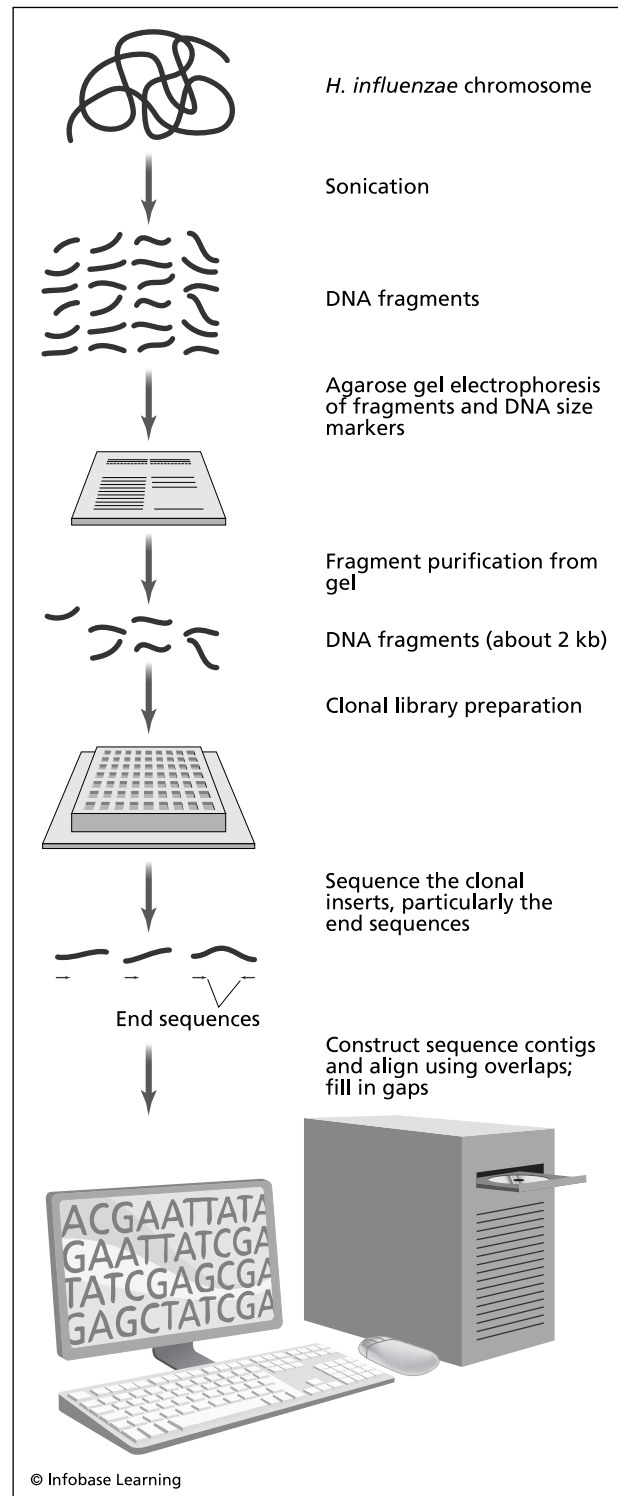 H. influenzae chromosome
Sonication
DNA fragments
Agarose gel electrophoresis
of fragments and DNA size
markers
Fragment purification from
gel
DNA fragments (about 2 kb)
Clonal library preparation
Sequence the clonal
inserts, particularly the
end sequences
End sequences
Construct sequence contigs
and align using overlaps;
fill in gaps
ACGAATTATA
GAATTATCGA
TATCGAGCGA
GAGCTATCGA
© Infobase Learning